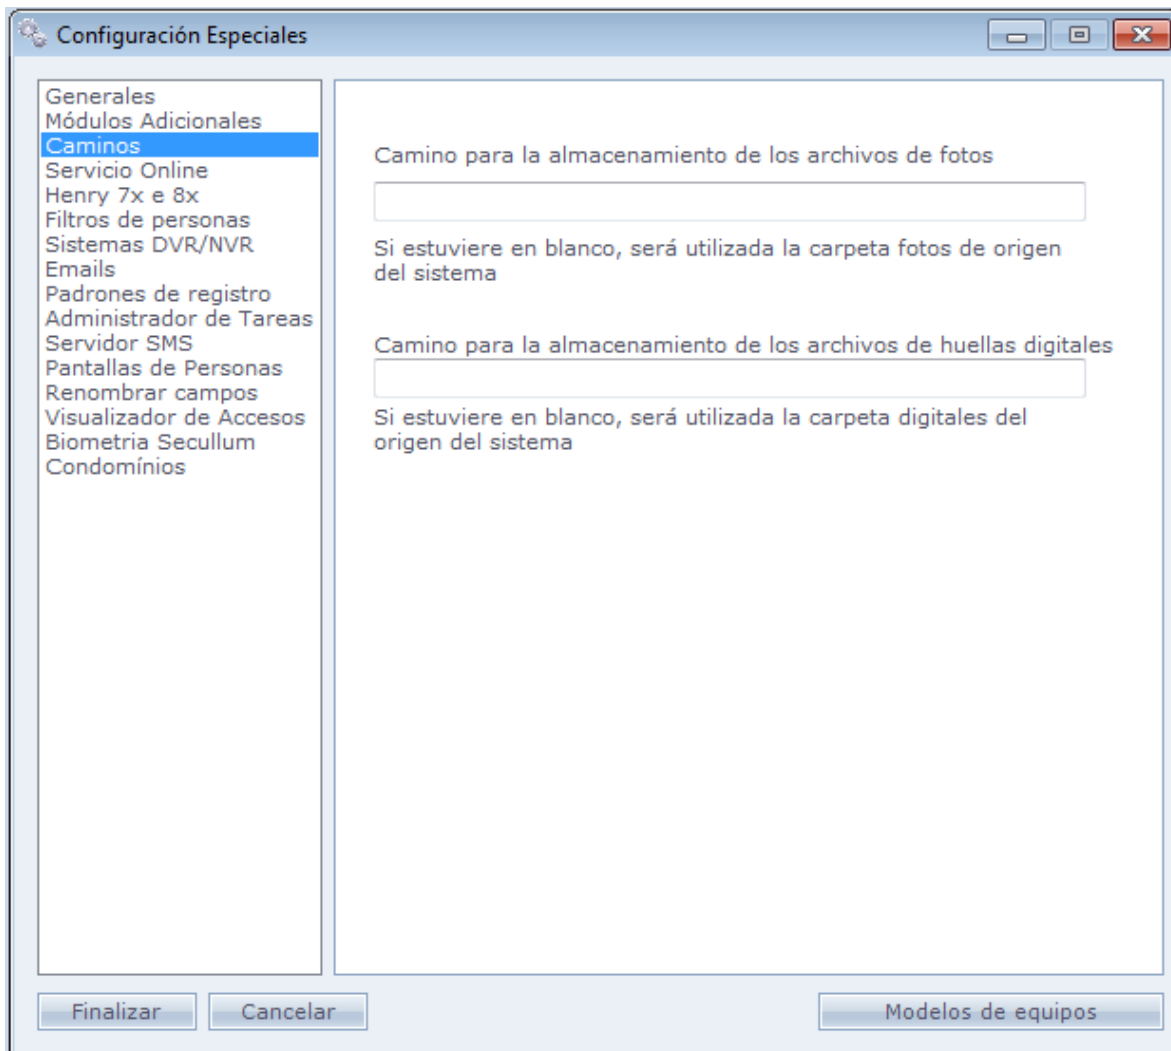 Configuración Especiales
Generales
Módulos Adicionales
Caminos
Servicio Online
Henry 7x e 8x
Filtros de personas
Sistemas DVR/NVR
Emails
Padrones de registro
Administrador de Tareas
Servidor SMS
Pantallas de Personas
Renombrar campos
Visualizador de Accesos
Biometria Secullum
Condomínios
Camino para la almacenamiento de los archivos de fotos
Si estuviere en blanco, será utilizada la carpeta fotos de origen
del sistema
Camino para la almacenamiento de los archivos de huellas digitales
Si estuviere en blanco, será utilizada la carpeta digitales del
origen del sistema
Finalizar
Cancelar
Modelos de equipos